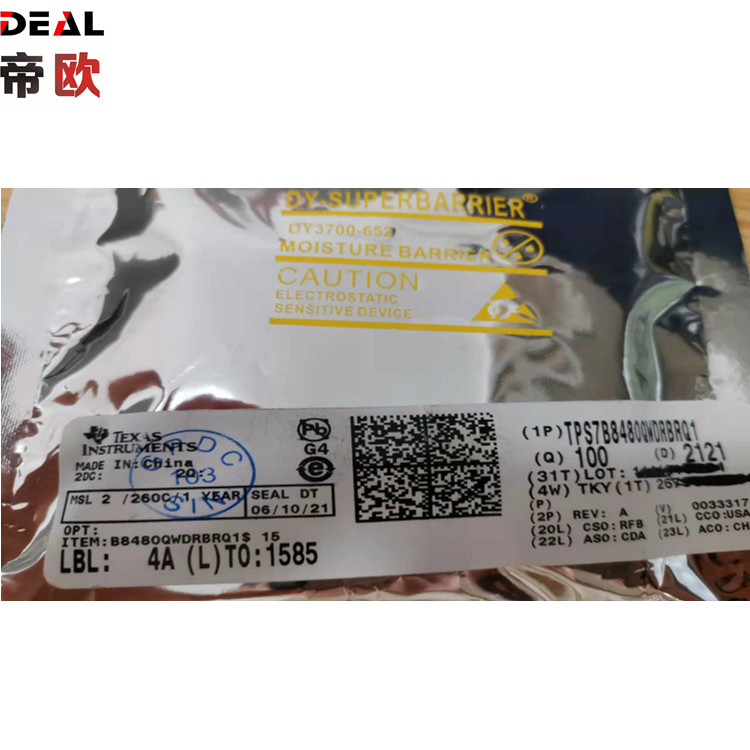 DEAL
帝欧
DY-SUPERBARRIER®
DY3700-652
MOISTURE BARRIER
CAUTION
ELECTROSTATIC
SENSITIVE DEVICE
TEXAS
INSTRUMENTS
MADE IN: China
2DC: 20:
Pb
G4
e
MSL 2 /260C/1 YEAR
SEAL DT
06/10/21
OPT:
ITEM:B8480QWDRBRQ1$ 15
LBL: 4A (L)TO:1585
(1P) TPS7B8480QWDRBRQ1
(Q) 100 (D) 2121
(31T) LOT:
(4W) TKY (1T)
(P)
(2P) REV: A (V) 0033317
(20L) CSO: RFB (21L) CCO:USA
(22L) ASO: CDA (23L) ACO: CH